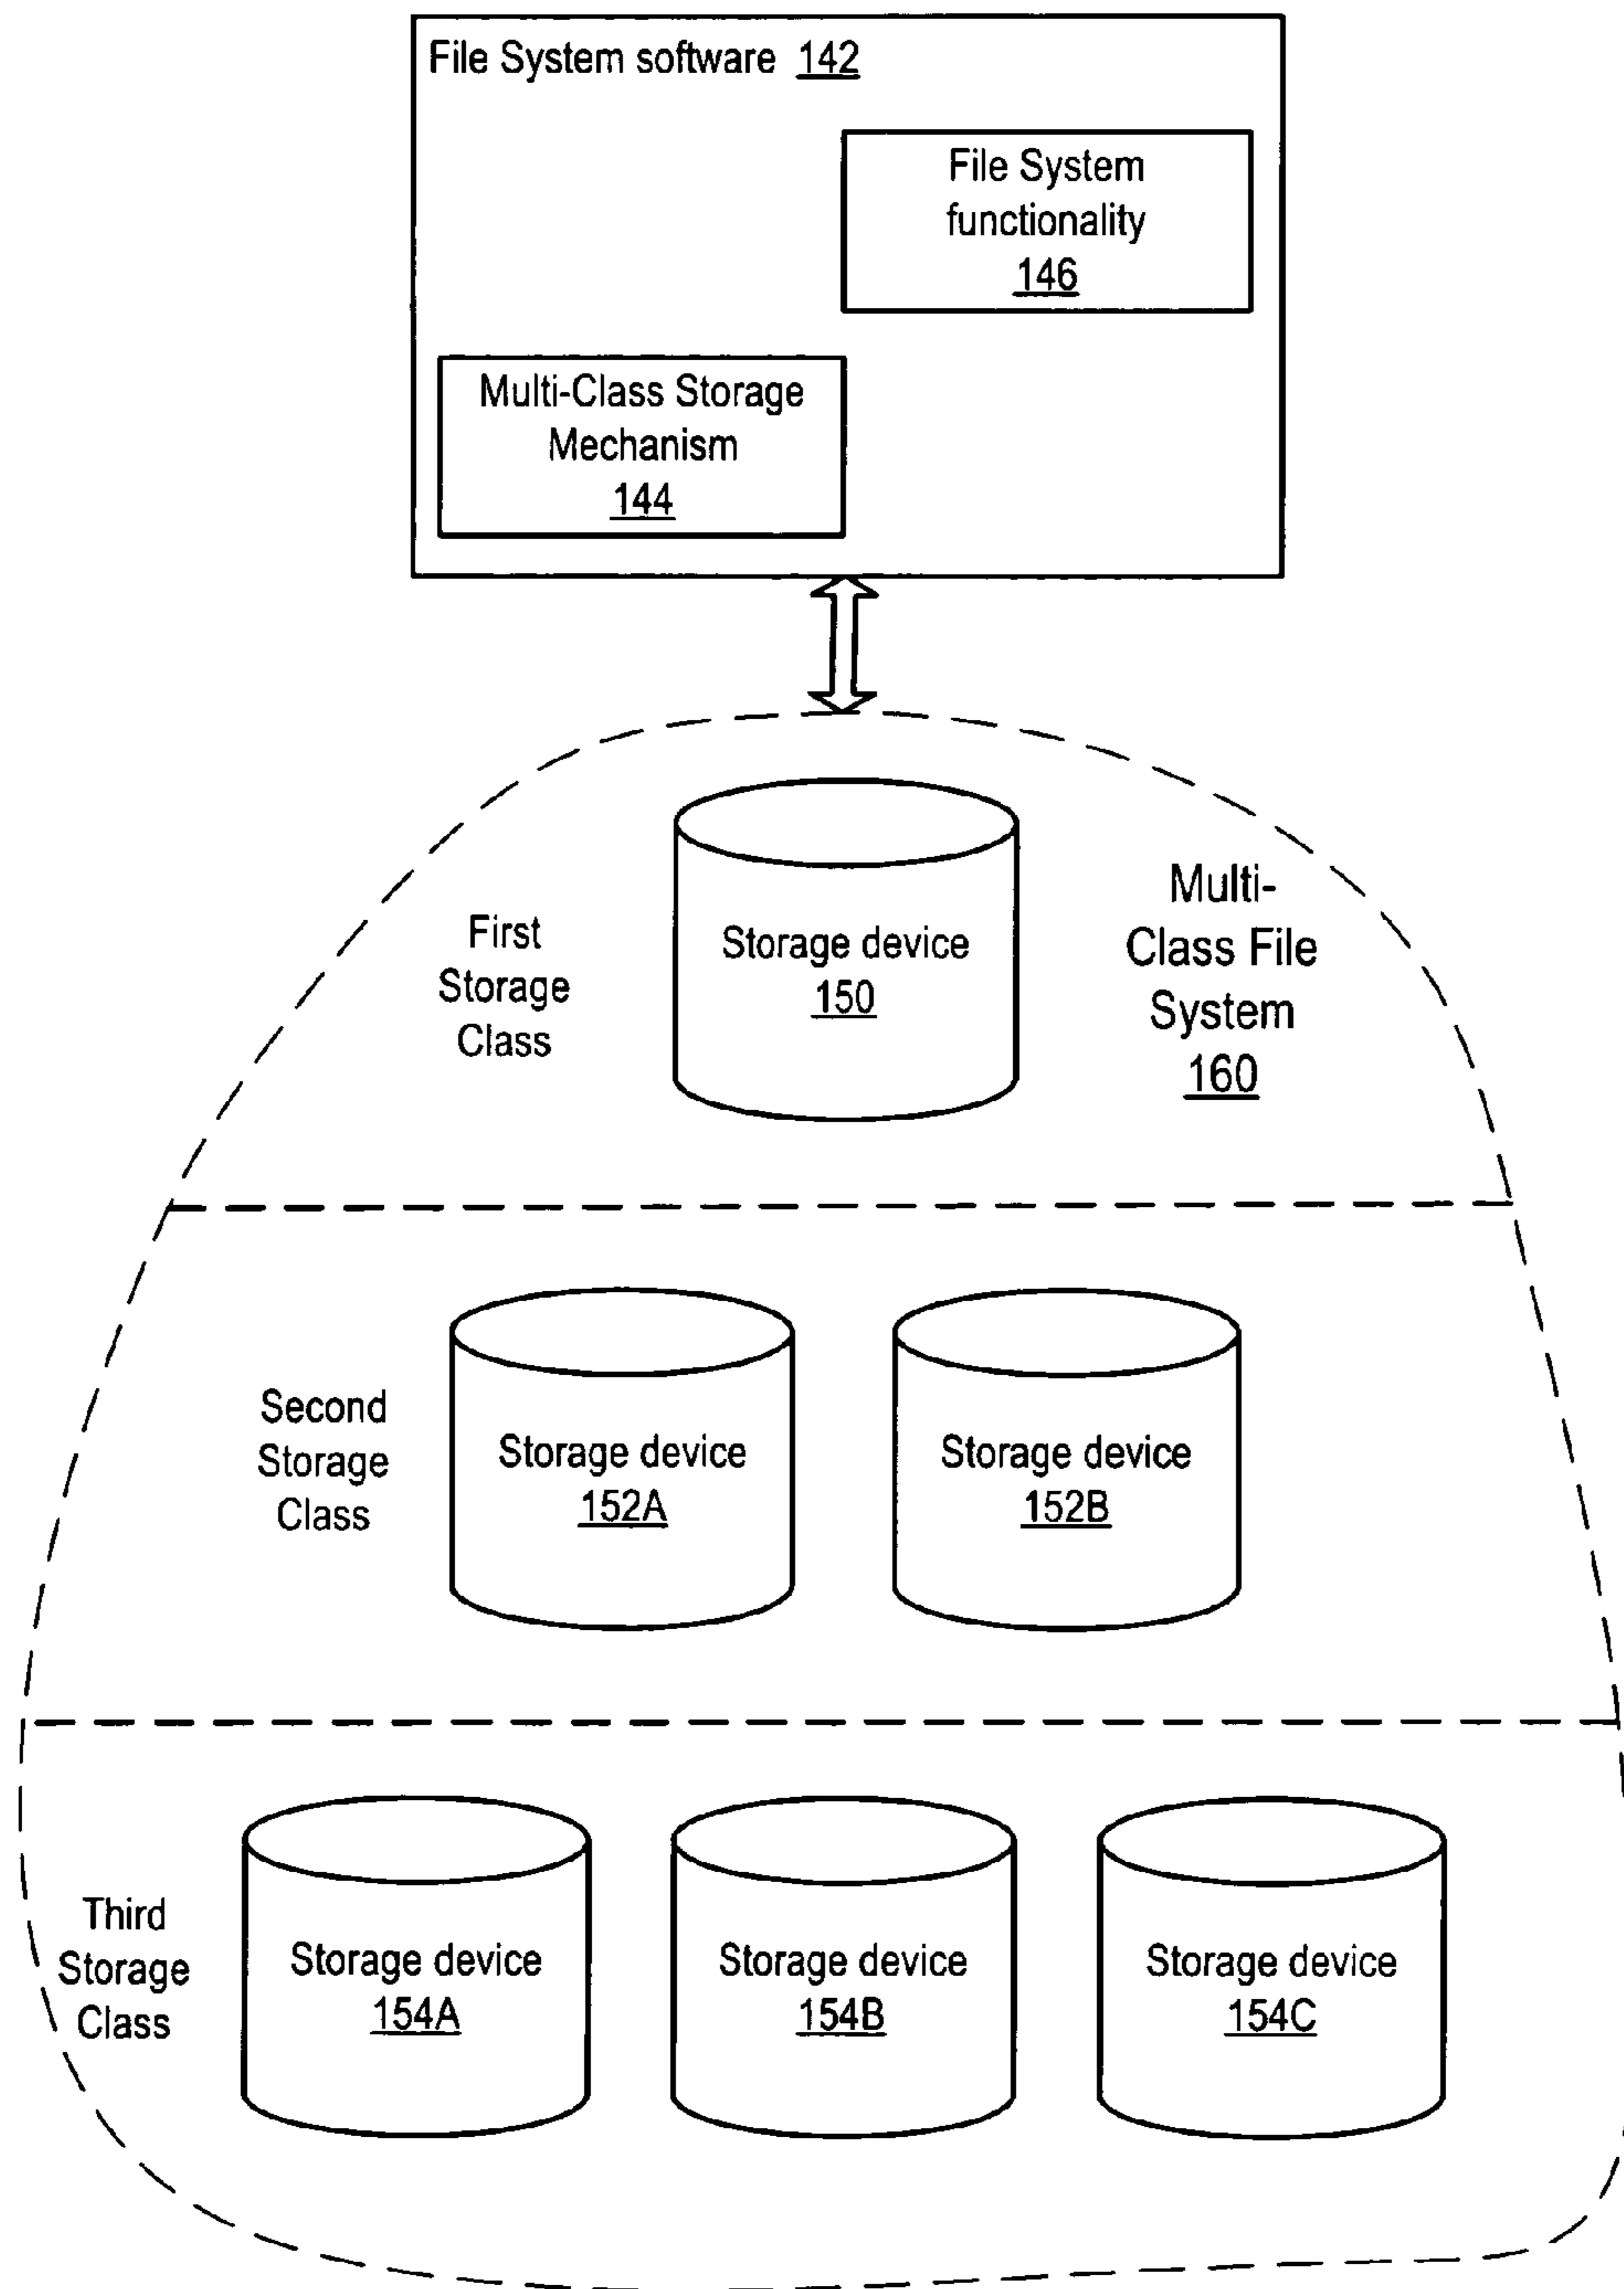 File System software 142
File System
functionality
146
Multi-Class Storage
Mechanism
144
First
Storage
Class
Storage device
150
Multi-
Class File
System
160
Second
Storage
Class
Storage device
152A
Storage device
152B
Third
Storage
Class
Storage device
154A
Storage device
154B
Storage device
154C